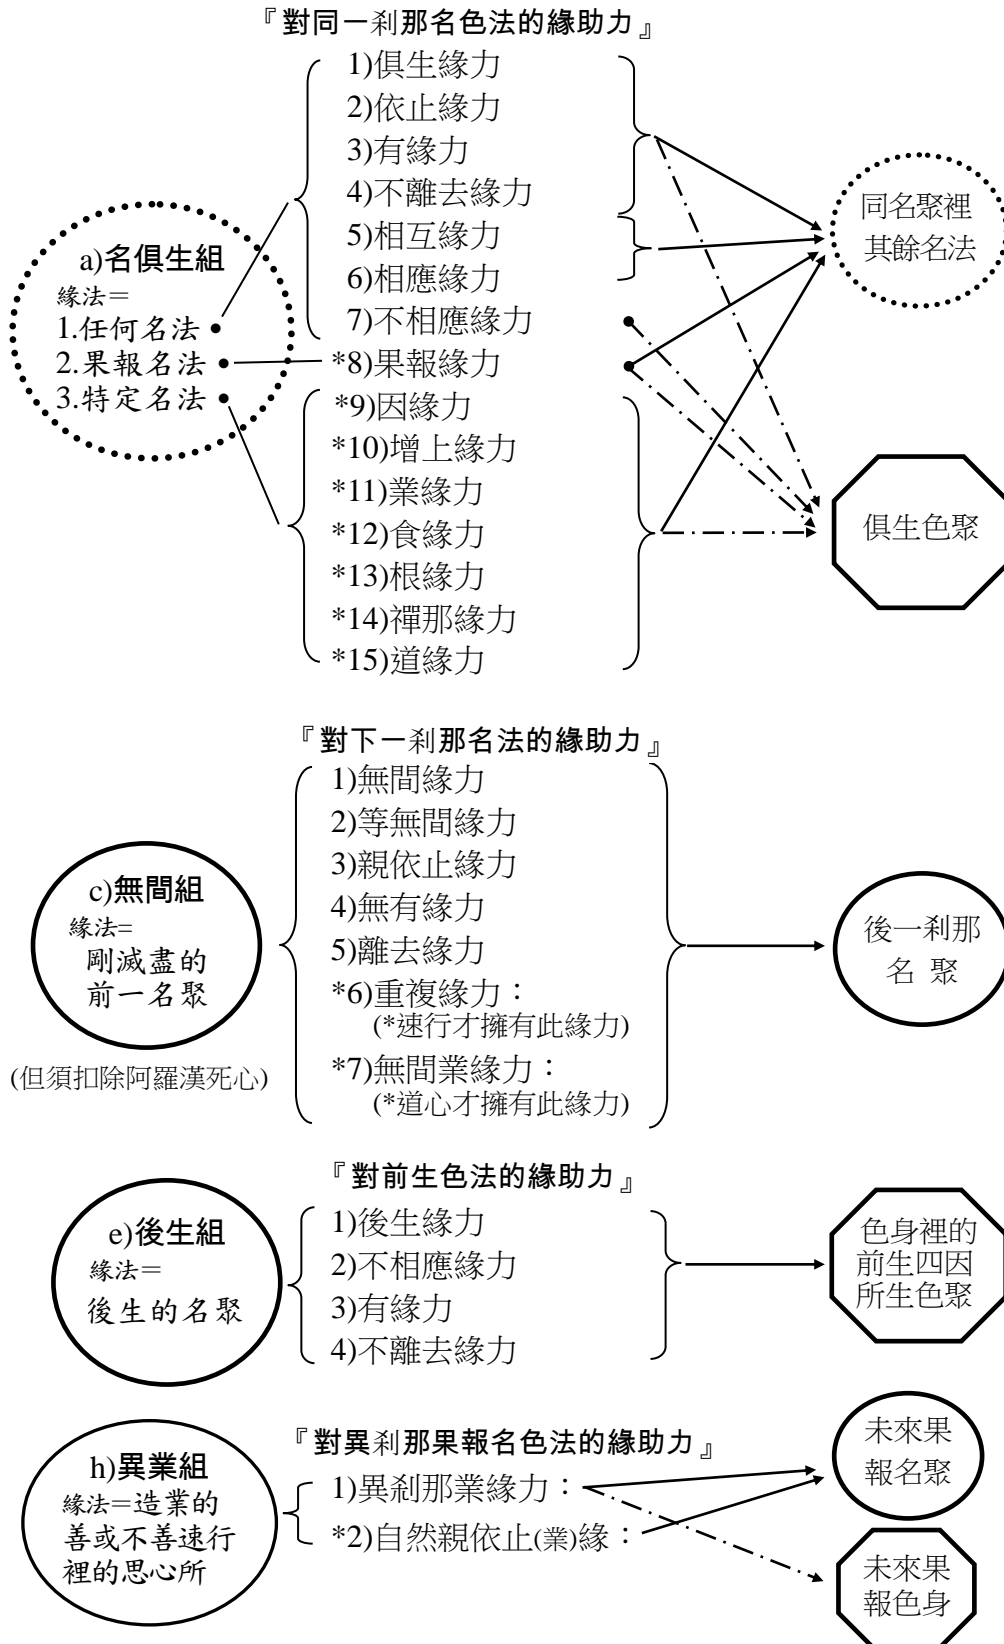 『對同一剎那名色法的緣助力』
a)名俱生組
緣法＝
1.任何名法
2.果報名法
3.特定名法
1)俱生緣力
2)依止緣力
3)有緣力
4)不離去緣力
5)相互緣力
6)相應緣力
7)不相應緣力
*8)果報緣力
*9)因緣力
*10)增上緣力
*11)業緣力
*12)食緣力
*13)根緣力
*14)禪那緣力
*15)道緣力
同名聚裡
其餘名法
俱生色聚
『對下一剎那名法的緣助力』
c)無間組
緣法=
剛滅盡的
前一名聚
(但須扣除阿羅漢死心)
1)無間緣力
2)等無間緣力
3)親依止緣力
4)無有緣力
5)離去緣力
*6)重複緣力：
(*速行才擁有此緣力)
*7)無間業緣力：
(*道心才擁有此緣力)
後一剎那
名 聚
『對前生色法的緣助力』
e)後生組
緣法＝
後生的名聚
1)後生緣力
2)不相應緣力
3)有緣力
4)不離去緣力
色身裡的
前生四因
所生色聚
『對異剎那果報名色法的緣助力』
h)異業組
緣法＝造業的
善或不善速行
裡的思心所
1)異剎那業緣力：
*2)自然親依止(業)緣：
未來果
報名聚
未來果
報色身